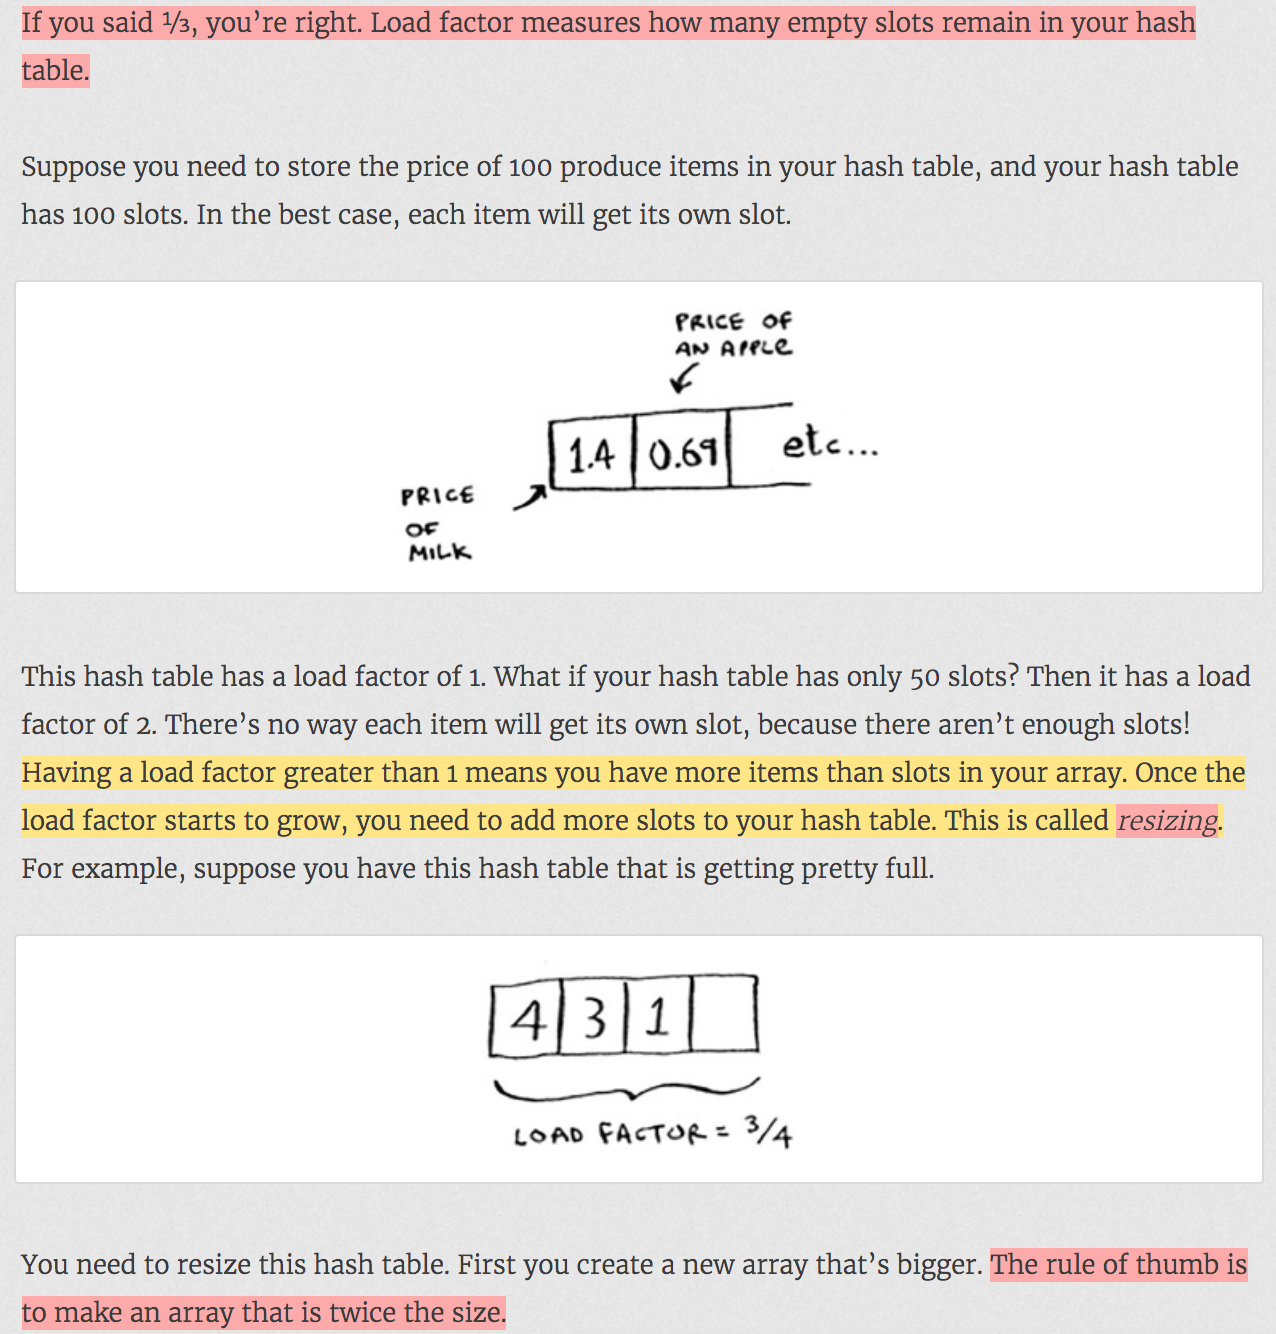 If you said ⅓, you’re right. Load factor measures how many empty slots remain in your hash
table.
Suppose you need to store the price of 100 produce items in your hash table, and your hash table
has 100 slots. In the best case, each item will get its own slot.
PRICE OF
AN APPLE
1.4 0.69 etc...
PRICE
OF
MILK
This hash table has a load factor of 1. What if your hash table has only 50 slots? Then it has a load
factor of 2. There’s no way each item will get its own slot, because there aren’t enough slots!
Having a load factor greater than 1 means you have more items than slots in your array. Once the
load factor starts to grow, you need to add more slots to your hash table. This is called resizing.
For example, suppose you have this hash table that is getting pretty full.
4 3 1
LOAD FACTOR = 3/4
You need to resize this hash table. First you create a new array that’s bigger. The rule of thumb is
to make an array that is twice the size.